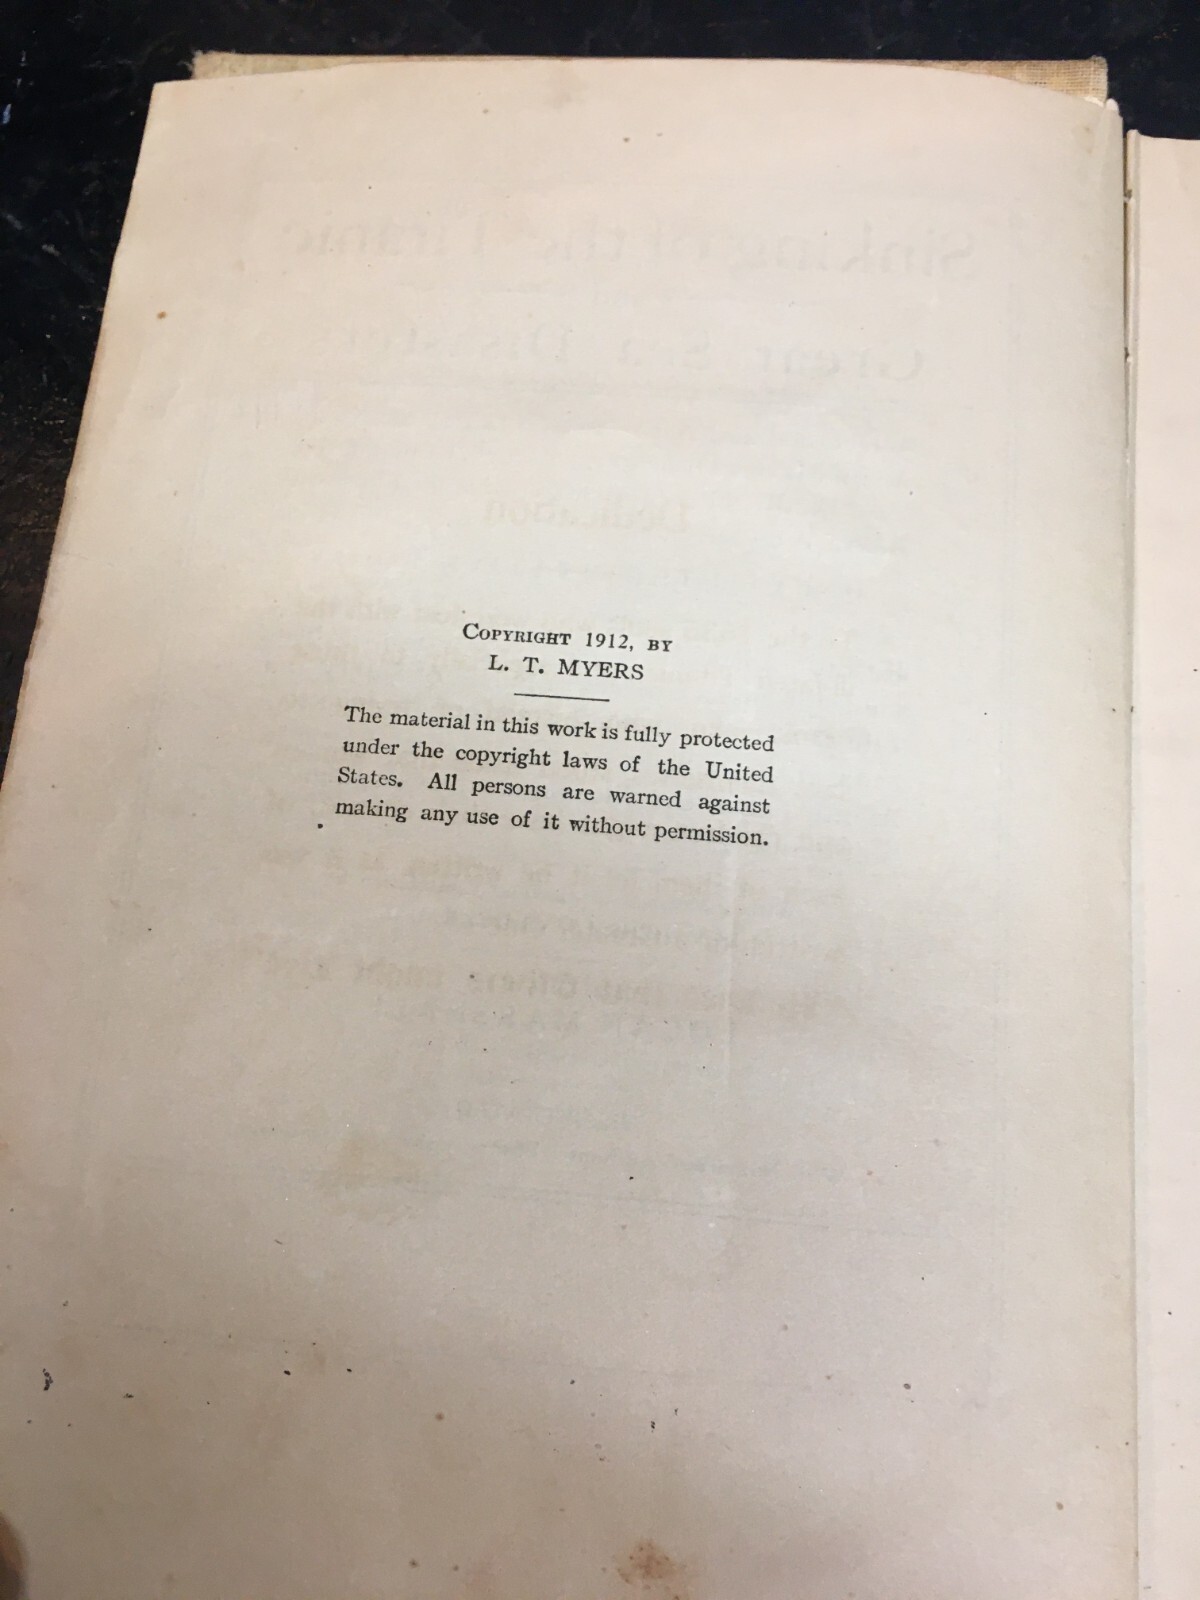 COPYRIGHT 1912, BY
L. T. MYERS
The material in this work is fully protected
under the copyright laws of the United
States. All persons are warned against
making any use of it without permission.